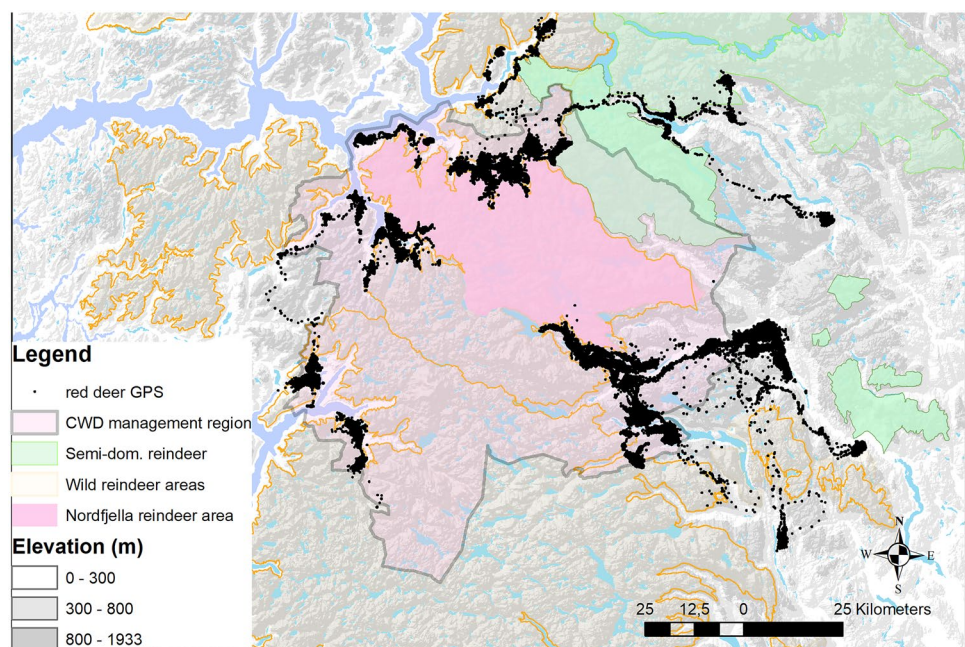 Legend
red deer GPS
CWD management region
Semi-dom. reindeer
Wild reindeer areas
Nordfjella reindeer area
Elevation (m)
0 - 300
300 - 800
800 - 1933
N
W E
S
25 12,5 0 25 Kilometers